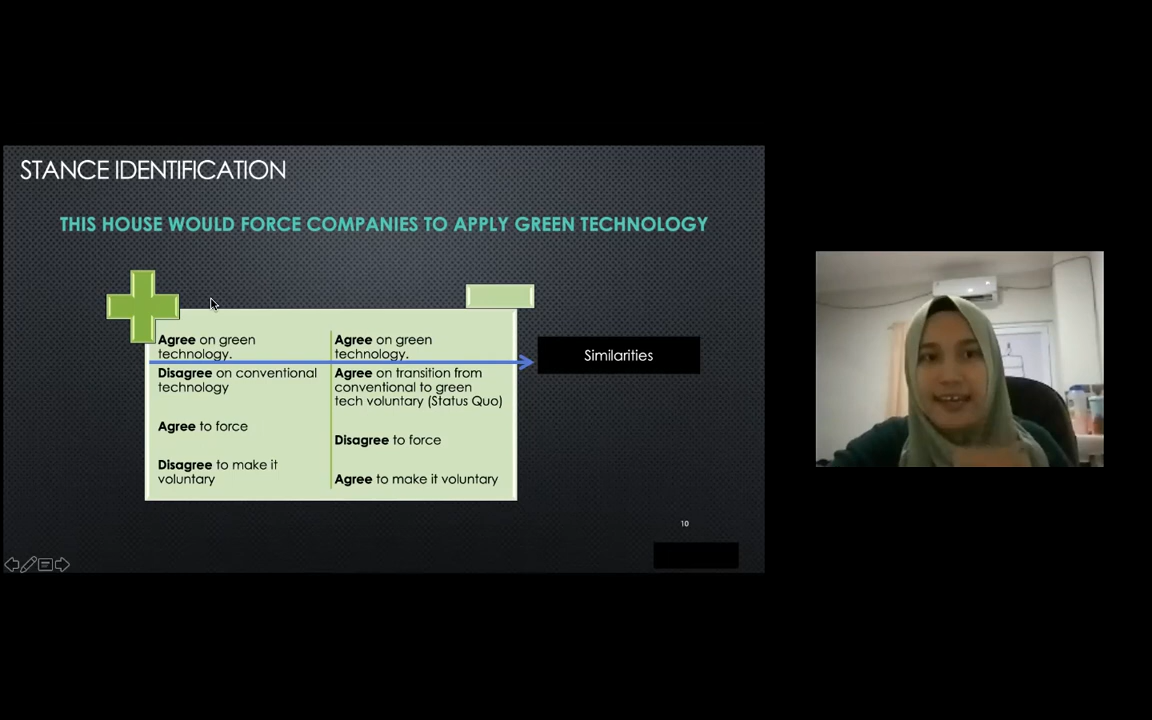 STANCE IDENTIFICATION
THIS HOUSE WOULD FORCE COMPANIES TO APPLY GREEN TECHNOLOGY
Agree on green
technology.
Disagree on conventional
technology
Agree to force
Disagree to make it
voluntary
Agree on green
technology.
Agree on transition from
conventional to green
tech voluntary (Status Quo)
Disagree to force
Agree to make it voluntary
Similarities
10